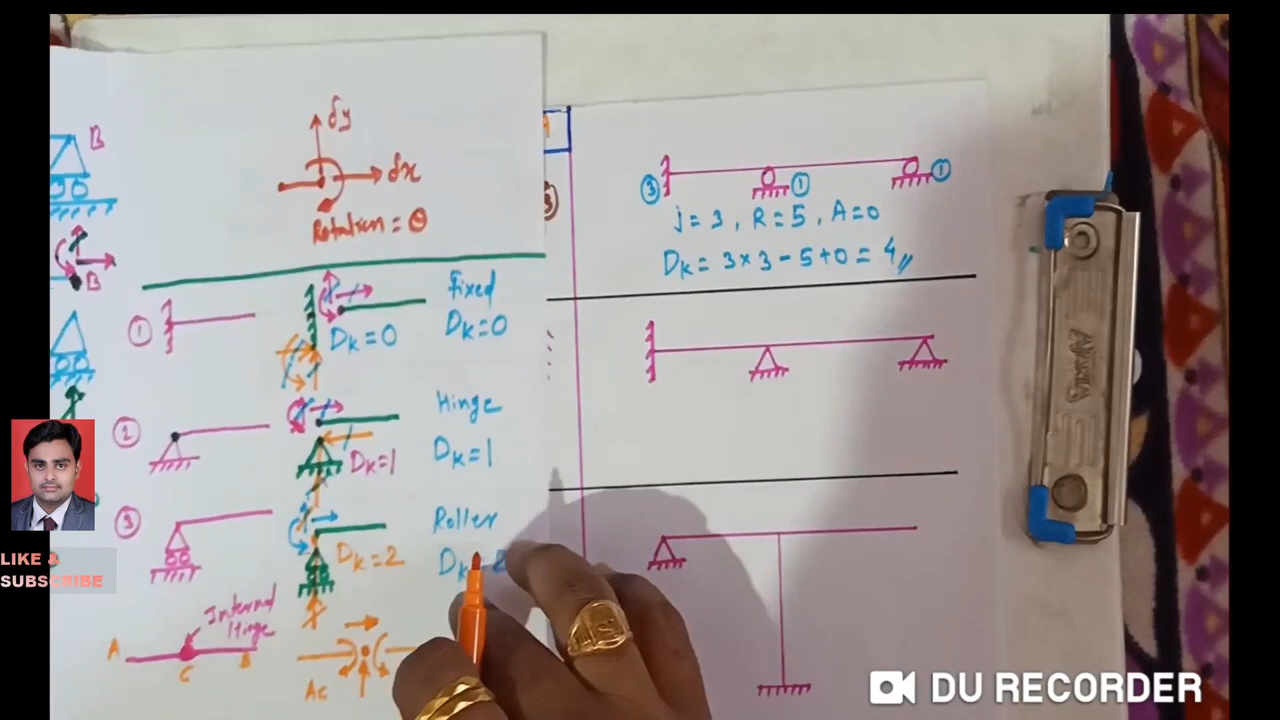 δy
δx
Rotation = θ
B
B
① Fixed
Dk=0 Dk=0
② Hinge
Dk=1 Dk=1
③ Roller
Dk=2 Dk
Internal
Hinge
A C B
AC
③ ① ①
j=3, R=5, A=0
Dk= 3×3-5+0=4
AJANTA
LIKE &
SUBSCRIBE
DU RECORDER